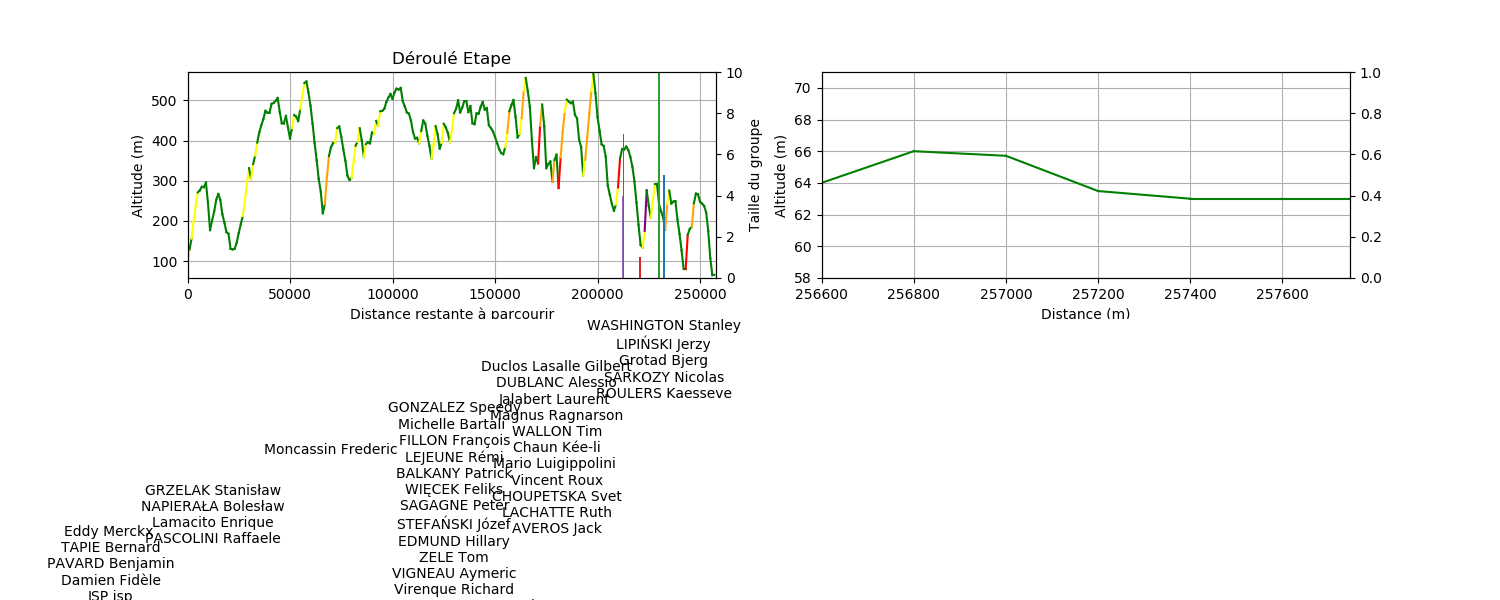 Déroulé Etape
500
400
300
200
100
Altitude (m)
0
50000
100000
150000
200000
250000
Distance restante à parcourir
10
8
6
4
2
0
Taille du groupe
70
68
66
64
62
60
58
Altitude (m)
256600
256800
257000
257200
257400
257600
Distance (m)
1.0
0.8
0.6
0.4
0.2
0.0
WASHINGTON Stanley
LIPIŃSKI Jerzy
Grotad Bjerg
SARKOZY Nicolas
ROULERS Kaesseve
Duclos Lasalle Gilbert
DUBLANC Alessio
Jalabert Laurent
Magnus Ragnarson
WALLON Tim
Chaun Kée-li
Mario Luigippolini
Vincent Roux
CHOUPETSKA Svet
LACHATTE Ruth
AVEROS Jack
GONZALEZ Speedy
Michelle Bartali
FILLON François
LEJEUNE Rémi
BALKANY Patrick
WIĘCEK Feliks
SAGAGNE Peter
STEFAŃSKI Józef
EDMUND Hillary
ZELE Tom
VIGNEAU Aymeric
Virenque Richard
Moncassin Frederic
GRZELAK Stanisław
NAPIERAŁA Bolesław
Lamacito Enrique
PASCOLINI Raffaele
Eddy Merckx
TAPIE Bernard
PAVARD Benjamin
Damien Fidèle
JSP jsp